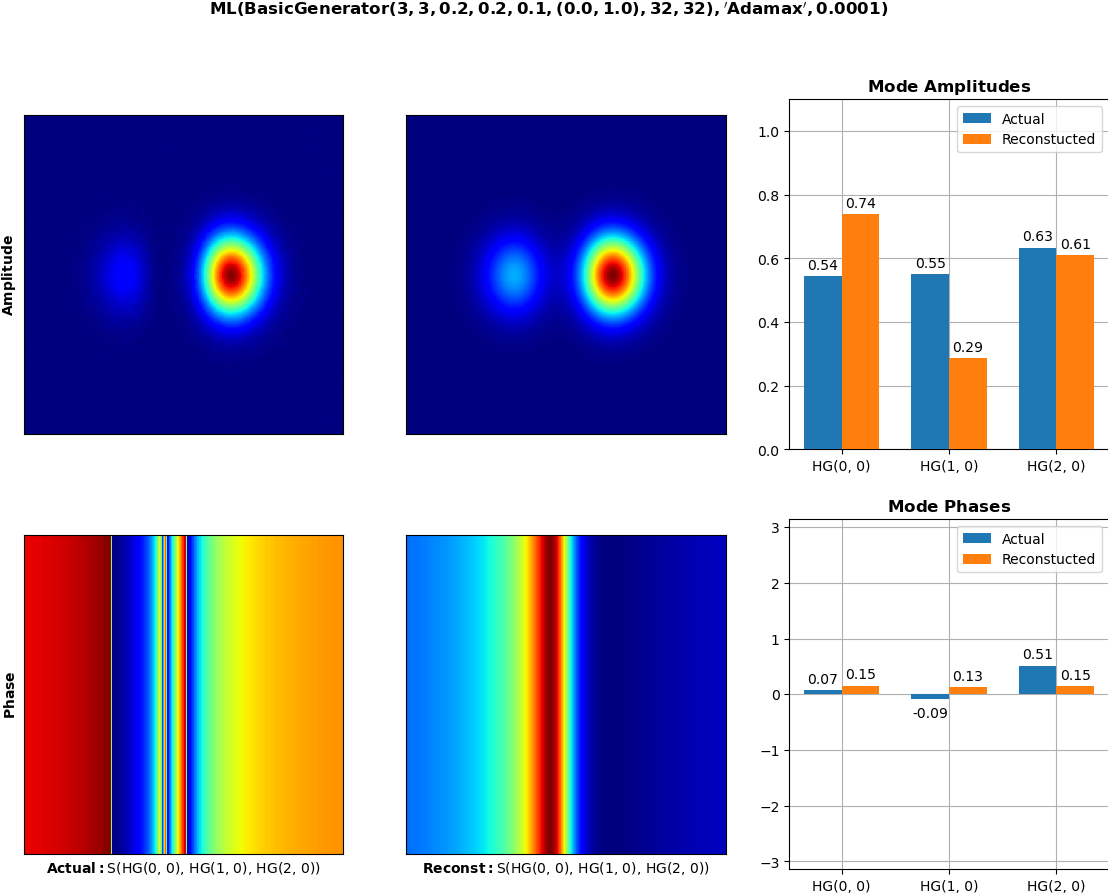 ML(BasicGenerator(3, 3, 0.2, 0.2, 0.1, (0.0, 1.0), 32, 32), ′Adamax′, 0.0001)
Amplitude
Mode Amplitudes
Actual
Reconstucted
1.0
0.8
0.6
0.4
0.2
0.0
0.54
0.74
0.55
0.29
0.63
0.61
HG(0, 0)
HG(1, 0)
HG(2, 0)
Phase
Actual: S(HG(0, 0), HG(1, 0), HG(2, 0))
Reconst: S(HG(0, 0), HG(1, 0), HG(2, 0))
Mode Phases
Actual
Reconstucted
3
2
1
0
−1
−2
−3
0.07
0.15
-0.09
0.13
0.51
0.15
HG(0, 0)
HG(1, 0)
HG(2, 0)